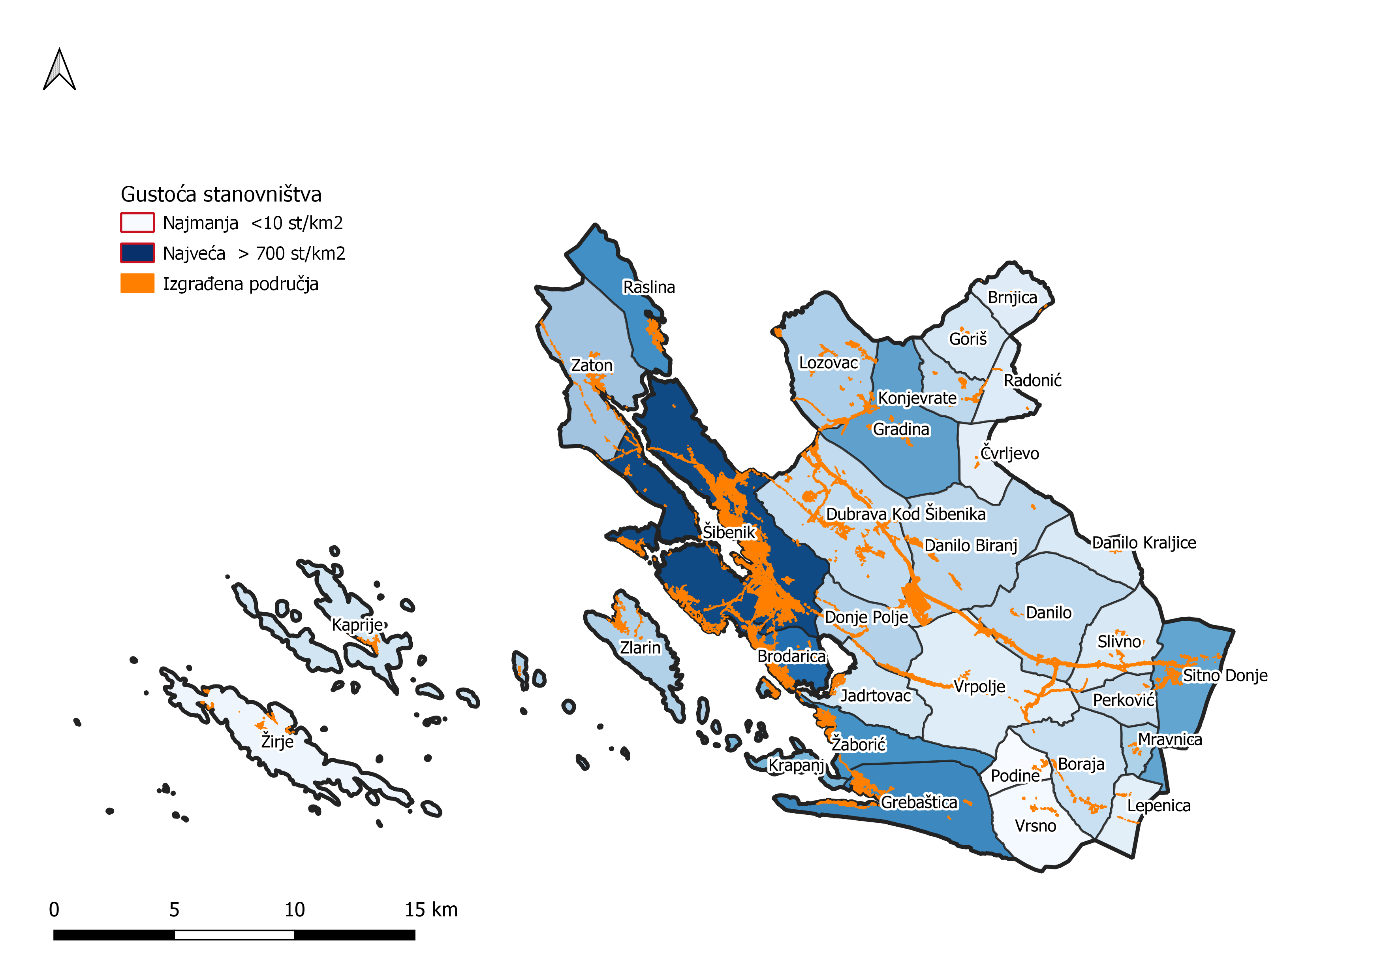 Gustoća stanovništva
Najmanja <10 st/km2
Najveća > 700 st/km2
Izgrađena područja
Raslina
Brnjica
Goriš
Zaton
Lozovac
Radonić
Konjevrate
Gradina
Čvrljevo
Dubrava Kod Šibenika
Šibenik
Danilo Biranj
Danilo Kraljice
Kaprije
Donje Polje
Danilo
Zlarin
Slivno
Brodarica
Sitno Donje
Jadrtovac
Vrpolje
Perković
Žirje
Žaborić
Mravnica
Krapanj
Podine
Boraja
Grebaštica
Lepenica
Vrsno
0 5 10 15 km